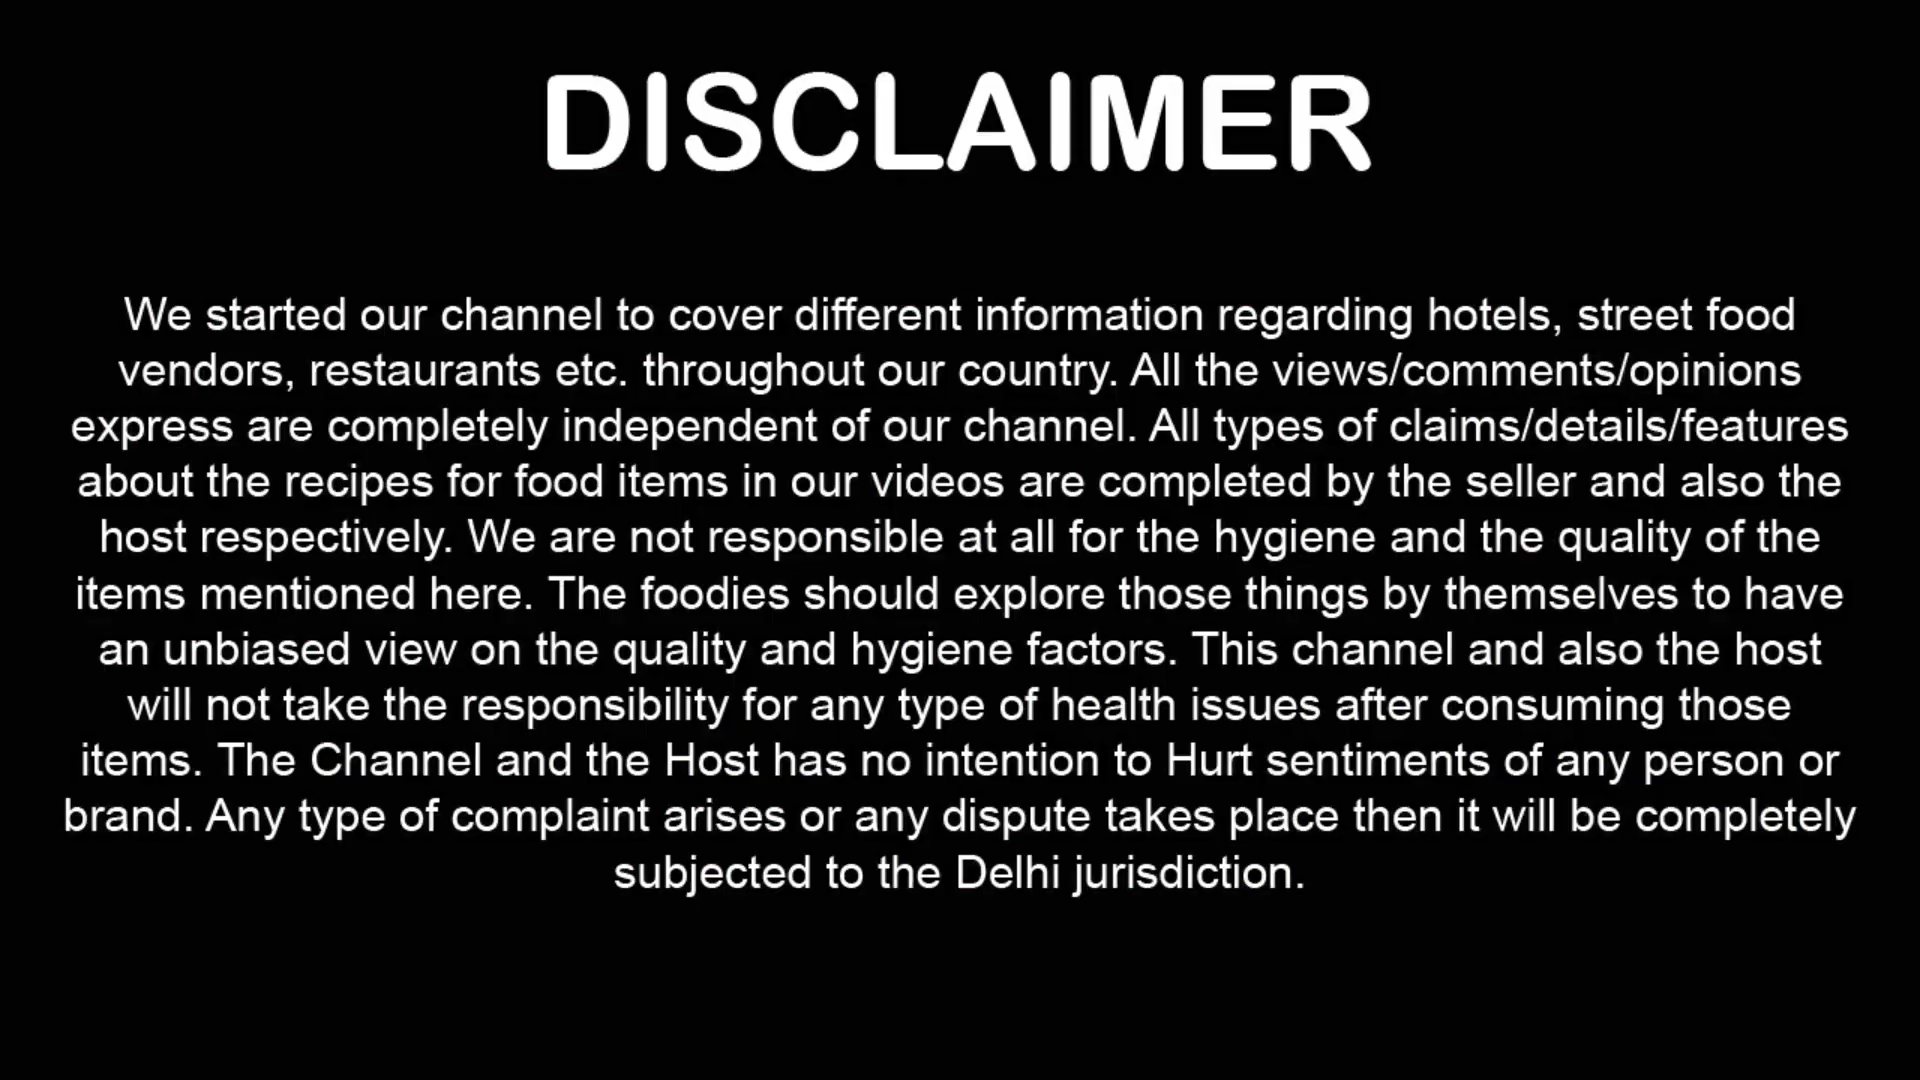 DISCLAIMER
We started our channel to cover different information regarding hotels, street food
vendors, restaurants etc. throughout our country. All the views/comments/opinions
express are completely independent of our channel. All types of claims/details/features
about the recipes for food items in our videos are completed by the seller and also the
host respectively. We are not responsible at all for the hygiene and the quality of the
items mentioned here. The foodies should explore those things by themselves to have
an unbiased view on the quality and hygiene factors. This channel and also the host
will not take the responsibility for any type of health issues after consuming those
items. The Channel and the Host has no intention to Hurt sentiments of any person or
brand. Any type of complaint arises or any dispute takes place then it will be completely
subjected to the Delhi jurisdiction.